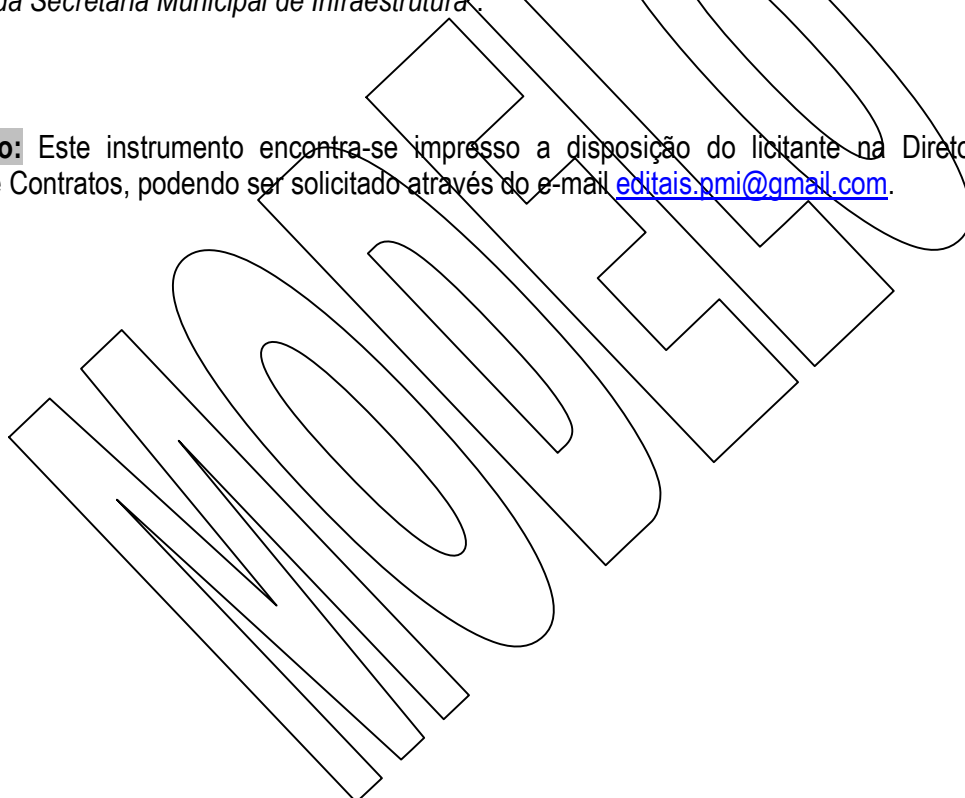 da Secretaria Municipal de Infraestrutura".
o: Este instrumento encontra-se impresso a disposição do licitante na Direto
e Contratos, podendo ser solicitado através do e-mail editais.pmi@gmail.com.
MODELO